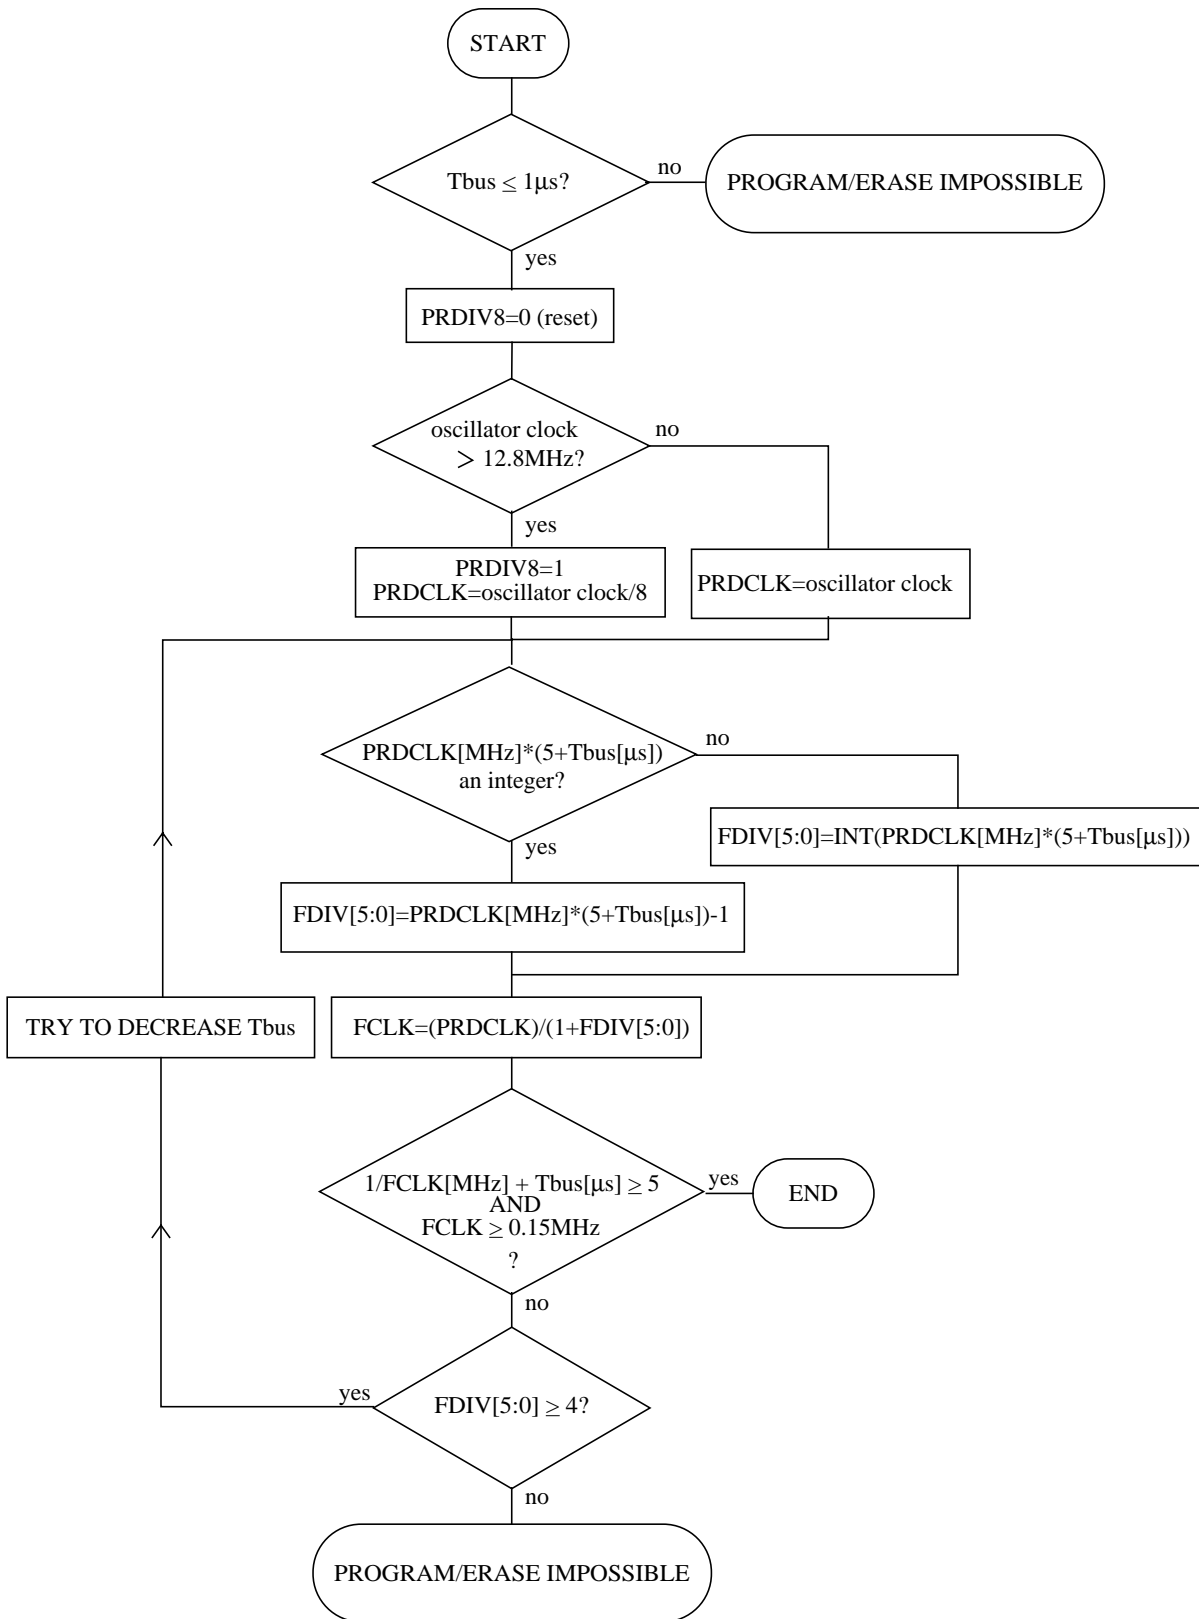 START
Tbus ≤ 1μs?
no
PROGRAM/ERASE IMPOSSIBLE
yes
PRDIV8=0 (reset)
oscillator clock
> 12.8MHz?
no
yes
PRDIV8=1
PRDCLK=oscillator clock/8
PRDCLK=oscillator clock
PRDCLK[MHz]*(5+Tbus[μs])
an integer?
no
yes
FDIV[5:0]=INT(PRDCLK[MHz]*(5+Tbus[μs]))
FDIV[5:0]=PRDCLK[MHz]*(5+Tbus[μs])-1
TRY TO DECREASE Tbus
FCLK=(PRDCLK)/(1+FDIV[5:0])
1/FCLK[MHz] + Tbus[μs] ≥ 5
AND
FCLK ≥ 0.15MHz
?
yes
END
no
yes
FDIV[5:0] ≥ 4?
no
PROGRAM/ERASE IMPOSSIBLE